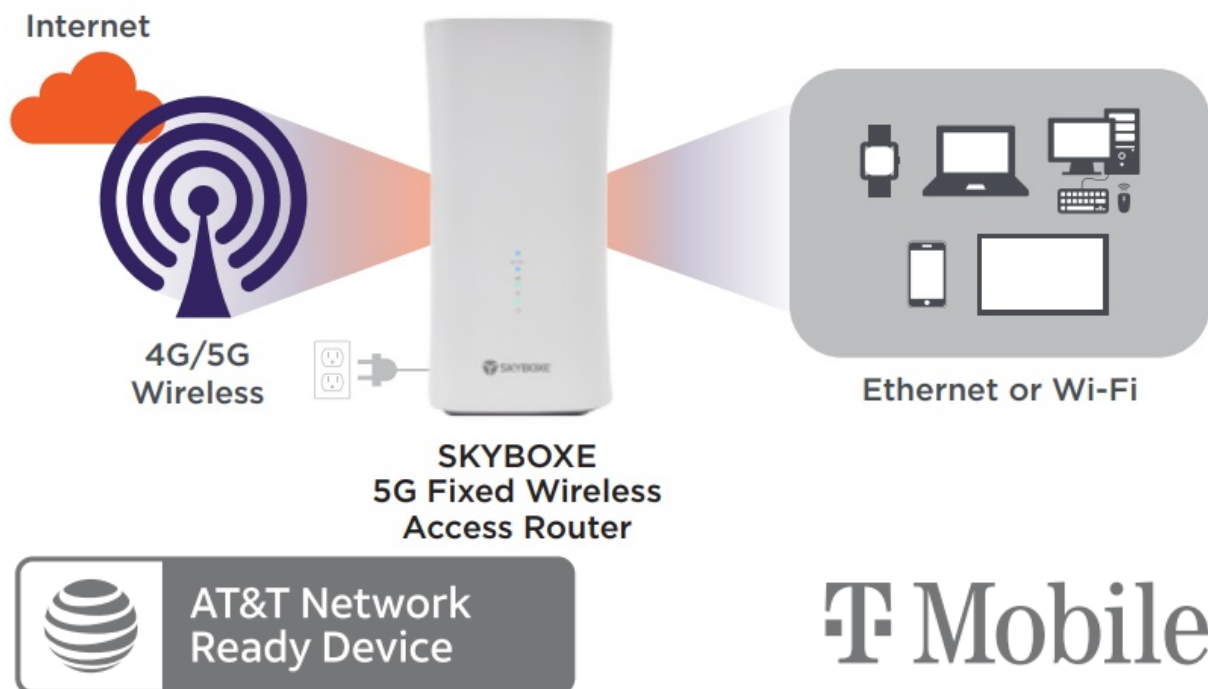 Internet
4G/5G
Wireless
SKYBOXE
SKYBOXE
5G Fixed Wireless
Access Router
Ethernet or Wi-Fi
AT&T Network
Ready Device
T Mobile